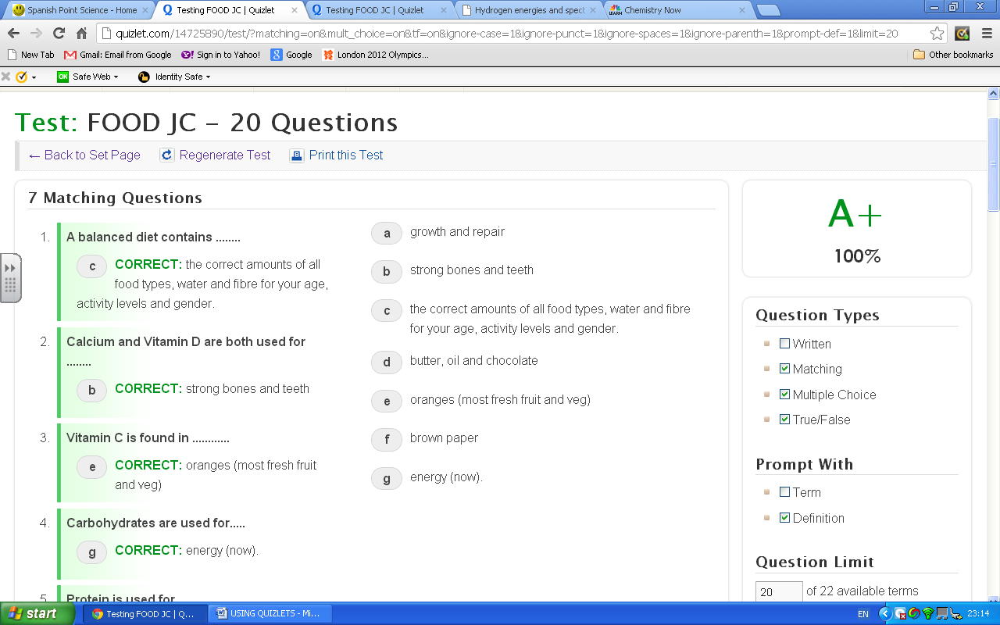 Spanish Point Science - Home
Testing FOOD JC | Quizlet
Testing FOOD JC | Quizlet
Hydrogen energies and spect
Chemistry Now
quizlet.com/14725890/test/?matching=on&mult_choice=on&tf=on&ignore-case=1&ignore-punct=1&ignore-spaces=1&ignore-parenth=1&prompt-def=1&limit=20
New Tab
Gmail: Email from Google
Sign in to Yahoo!
Google
London 2012 Olympics...
Other bookmarks
OK Safe Web
Identity Safe
Test: FOOD JC – 20 Questions
← Back to Set Page
Regenerate Test
Print this Test
7 Matching Questions
1. A balanced diet contains ........
c CORRECT: the correct amounts of all
food types, water and fibre for your age,
activity levels and gender.
2. Calcium and Vitamin D are both used for
........
b CORRECT: strong bones and teeth
3. Vitamin C is found in ............
e CORRECT: oranges (most fresh fruit
and veg)
4. Carbohydrates are used for.....
g CORRECT: energy (now).
5. Protein is used for
a growth and repair
b strong bones and teeth
c the correct amounts of all food types, water and fibre
for your age, activity levels and gender.
d butter, oil and chocolate
e oranges (most fresh fruit and veg)
f brown paper
g energy (now).
A+
100%
Question Types
Written
Matching
Multiple Choice
True/False
Prompt With
Term
Definition
Question Limit
20 of 22 available terms
start
Testing FOOD JC | Q...
USING QUIZLETS - Mi...
EN
23:14